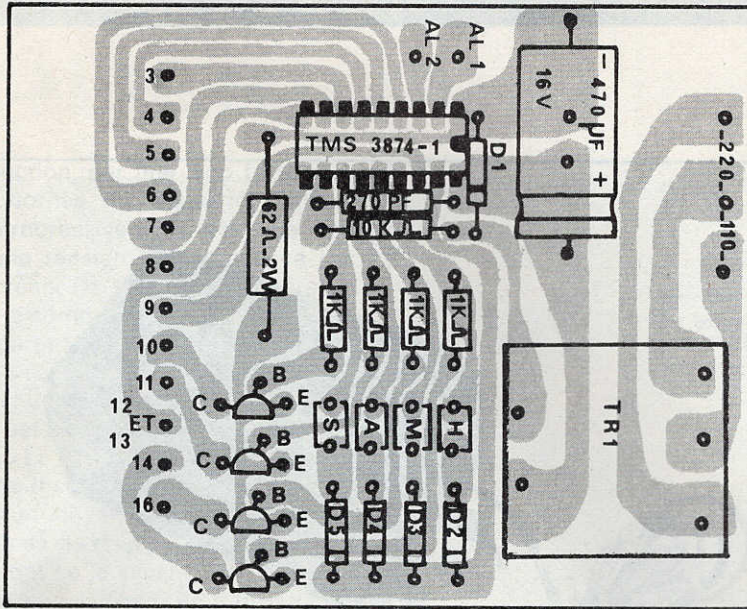 AL 2
AL 1
3
4
5
6
7
8
9
10
11
12
ET
13
14
16
TMS 3874-1
D1
- 470µF +
16V
270 PF
10 KΩ
62Ω-2W
220
110
1KΩ
1KΩ
1KΩ
1KΩ
TR1
B
C
E
B
C
E
B
C
E
B
C
E
S
A
M
H
D5
D4
D3
D2